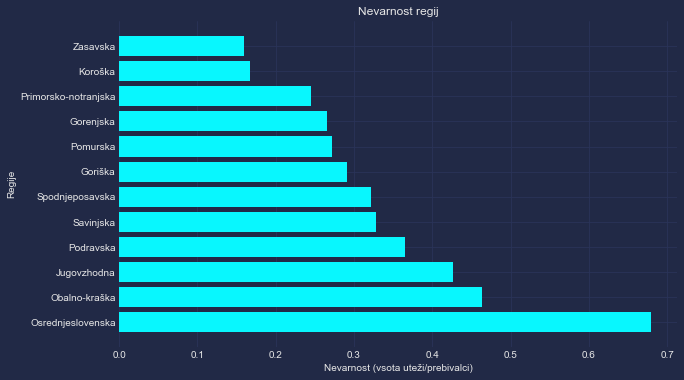 Nevarnost regij
Regije
Zasavska
Koroška
Primorsko-notranjska
Gorenjska
Pomurska
Goriška
Spodnjeposavska
Savinjska
Podravska
Jugovzhodna
Obalno-kraška
Osrednjeslovenska
0.0 0.1 0.2 0.3 0.4 0.5 0.6 0.7
Nevarnost (vsota uteži/prebivalci)